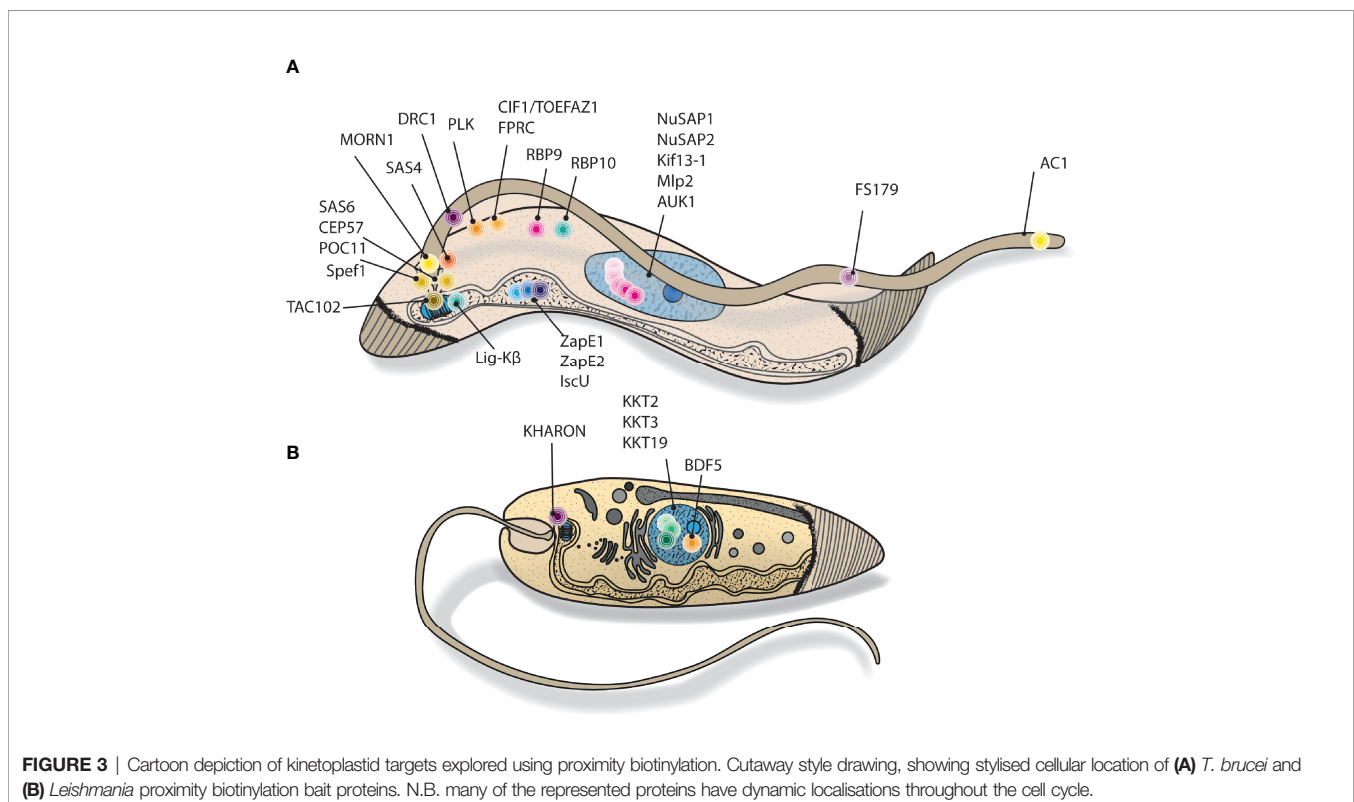 A
DRC1
PLK
CIF1/TOEFAZ1
FPRC
MORN1
SAS4
RBP9
RBP10
NuSAP1
NuSAP2
Kif13-1
Mlp2
AUK1
FS179
AC1
SAS6
CEP57
POC11
Spef1
TAC102
Lig-Kβ
ZapE1
ZapE2
IscU
B
KHARON
KKT2
KKT3
KKT19
BDF5
FIGURE 3 | Cartoon depiction of kinetoplastid targets explored using proximity biotinylation. Cutaway style drawing, showing stylised cellular location of (A) T. brucei and
(B) Leishmania proximity biotinylation bait proteins. N.B. many of the represented proteins have dynamic localisations throughout the cell cycle.